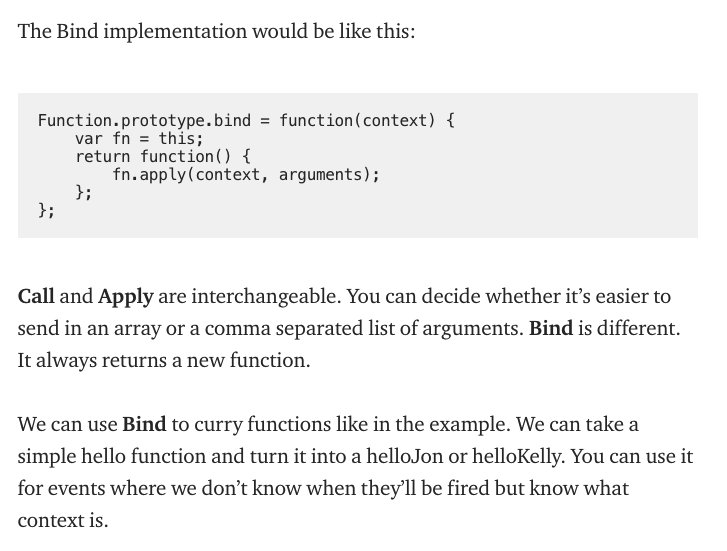 The Bind implementation would be like this:
Function.prototype.bind = function(context) {
    var fn = this;
    return function() {
        fn.apply(context, arguments);
    };
};
Call and Apply are interchangeable. You can decide whether it’s easier to
send in an array or a comma separated list of arguments. Bind is different.
It always returns a new function.
We can use Bind to curry functions like in the example. We can take a
simple hello function and turn it into a helloJon or helloKelly. You can use it
for events where we don’t know when they’ll be fired but know what
context is.